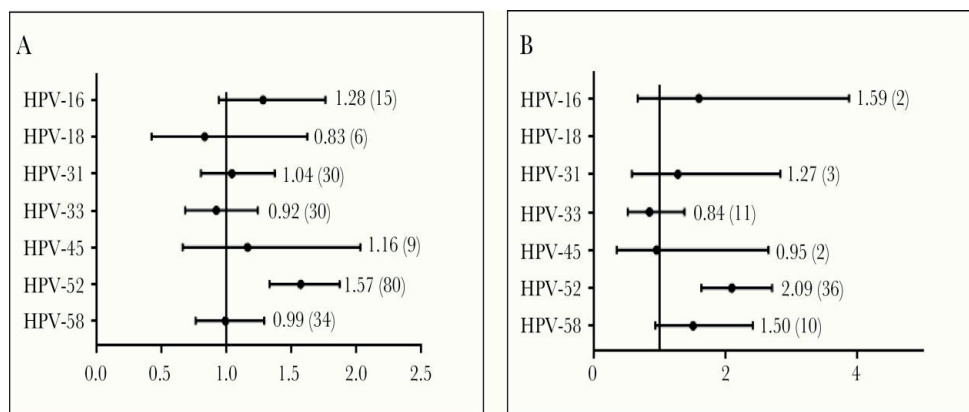 A
HPV-16 1.28 (15)
HPV-18 0.83 (6)
HPV-31 1.04 (30)
HPV-33 0.92 (30)
HPV-45 1.16 (9)
HPV-52 1.57 (80)
HPV-58 0.99 (34)
0.0 0.5 1.0 1.5 2.0 2.5
B
HPV-16 1.59 (2)
HPV-18
HPV-31 1.27 (3)
HPV-33 0.84 (11)
HPV-45 0.95 (2)
HPV-52 2.09 (36)
HPV-58 1.50 (10)
0 2 4